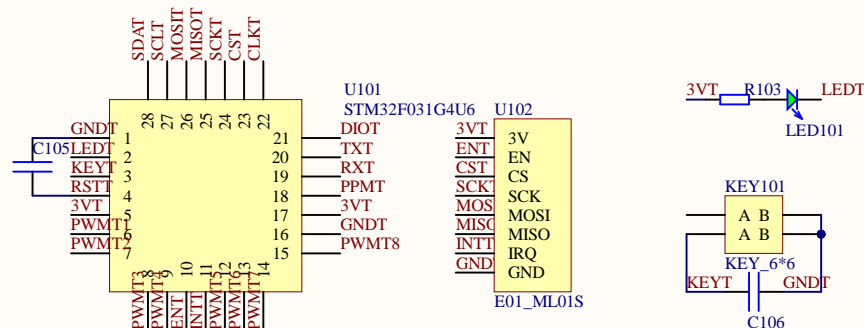 SDAT
SCLT
MOSIT
MISOT
SCKT
CST
CLKT
U101
STM32F031G4U6
28
27
26
25
24
23
22
GNDT 1
LEDT 2
KEYT 3
RSTT 4
3VT 5
PWMT1 6
PWMT2 7
C105
21 DIOT
20 TXT
19 RXT
18 PPMT
17 3VT
16 GNDT
15 PWMT8
8
9
10
11
12
13
14
PWMT3
PWMT4
ENT
INTT
PWMT5
PWMT6
PWMT7
U102
3VT 3V
ENT EN
CST CS
SCKT SCK
MOSI MOSI
MISO MISO
INTT IRQ
GND GND
E01_ML01S
3VT R103 LEDT
LED101
KEY101
A B
A B
KEY_6*6
KEYT GNDT
C106